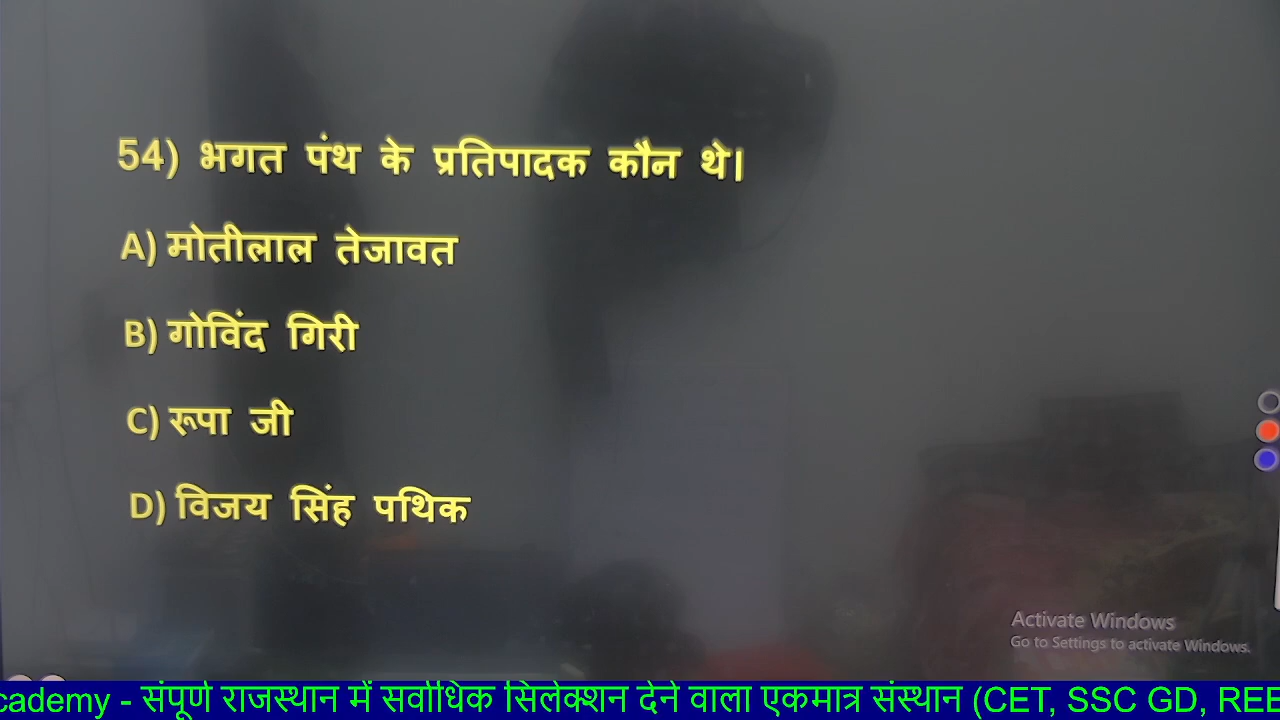 54) भगत पंथ के प्रतिपादक कौन थे।
A) मोतीलाल तेजावत
B) गोविंद गिरी
C) रूपा जी
D) विजय सिंह पथिक
Activate Windows
Go to Settings to activate Windows.
cademy - संपूर्ण राजस्थान में सर्वाधिक सिलेक्शन देने वाला एकमात्र संस्थान (CET, SSC GD, REE